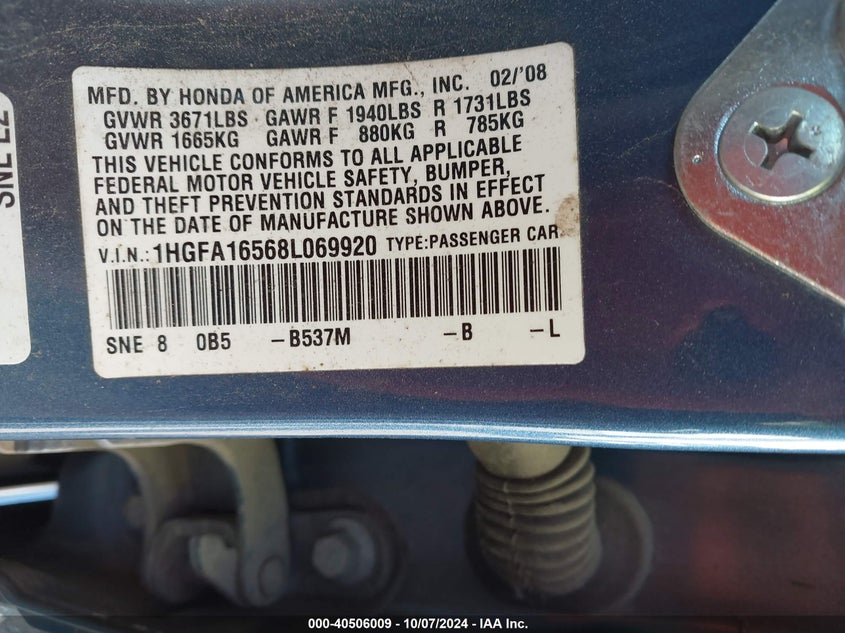 MFD. BY HONDA OF AMERICA MFG., INC. 02/'08
GVWR 3671LBS GAWR F 1940LBS R 1731LBS
GVWR 1665KG GAWR F 880KG R 785KG
THIS VEHICLE CONFORMS TO ALL APPLICABLE
FEDERAL MOTOR VEHICLE SAFETY, BUMPER,
AND THEFT PREVENTION STANDARDS IN EFFECT
ON THE DATE OF MANUFACTURE SHOWN ABOVE.
V.I.N.: 1HGFA16568L069920 TYPE:PASSENGER CAR
SNE 8 0B5 -B537M -B -L
SNE L2
000-40506009 - 10/07/2024 - IAA Inc.